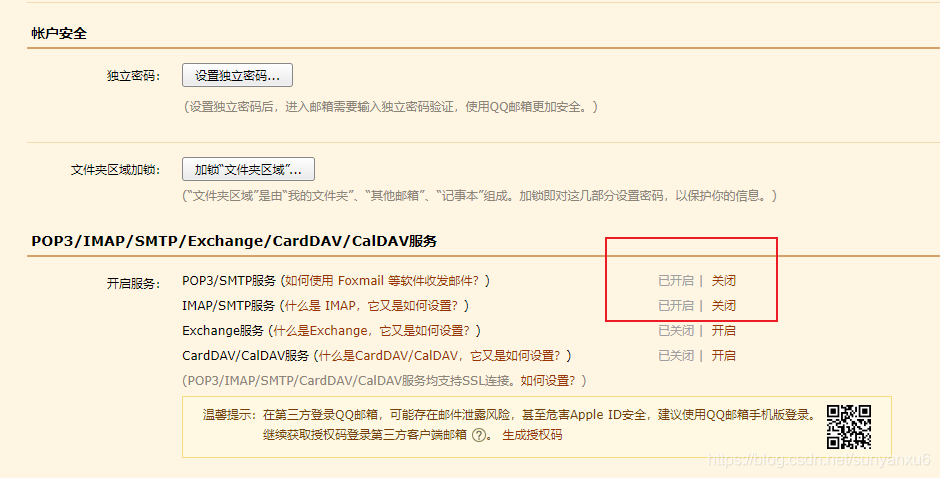 帐户安全
独立密码： 设置独立密码...
（设置独立密码后，进入邮箱需要输入独立密码验证，使用QQ邮箱更加安全。）
文件夹区域加锁： 加锁“文件夹区域”...
（“文件夹区域”是由“我的文件夹”、“其他邮箱”、“记事本”组成。加锁即对这几部分设置密码，以保护你的信息。）
POP3/IMAP/SMTP/Exchange/CardDAV/CalDAV服务
开启服务： POP3/SMTP服务 (如何使用 Foxmail 等软件收发邮件？) 已开启 | 关闭
IMAP/SMTP服务 (什么是 IMAP，它又是如何设置？) 已开启 | 关闭
Exchange服务 (什么是Exchange，它又是如何设置？) 已关闭 | 开启
CardDAV/CalDAV服务 (什么是CardDAV/CalDAV，它又是如何设置？) 已关闭 | 开启
(POP3/IMAP/SMTP/CardDAV/CalDAV服务均支持SSL连接。如何设置？)
温馨提示：在第三方登录QQ邮箱，可能存在邮件泄露风险，甚至危害Apple ID安全，建议使用QQ邮箱手机版登录。
继续获取授权码登录第三方客户端邮箱 ? 。 生成授权码
https://blog.csdn.net/sunyanxu6